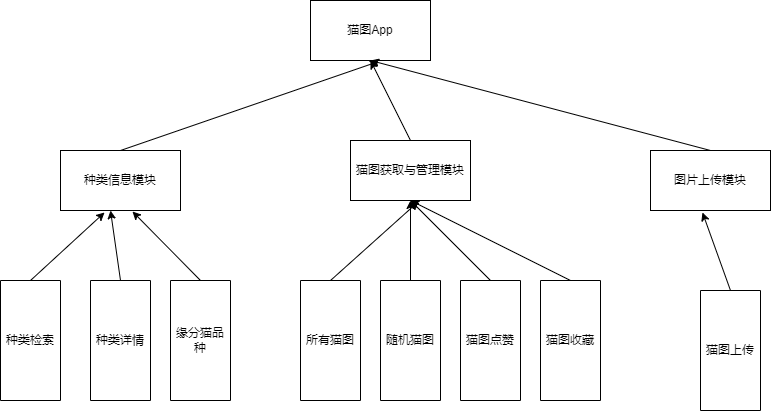 猫图App
种类信息模块
猫图获取与管理模块
图片上传模块
种类检索
种类详情
缘分猫品
种
所有猫图
随机猫图
猫图点赞
猫图收藏
猫图上传